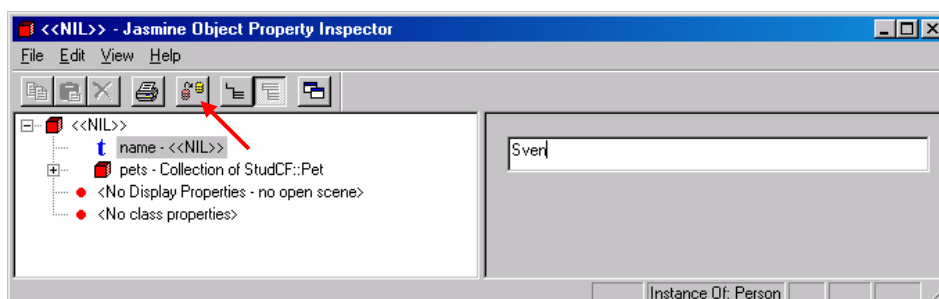 <<NIL>> - Jasmine Object Property Inspector
File Edit View Help
<<NIL>>
t name - <<NIL>>
pets - Collection of StudCF::Pet
<No Display Properties - no open scene>
<No class properties>
Sven
Instance Of: Person